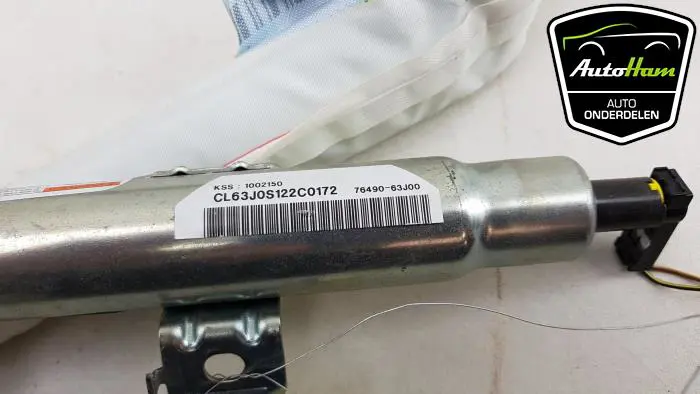 AutoHam
AUTO
ONDERDELEN
KSS : 1002150
CL63J0S122C0172 76490-63J00